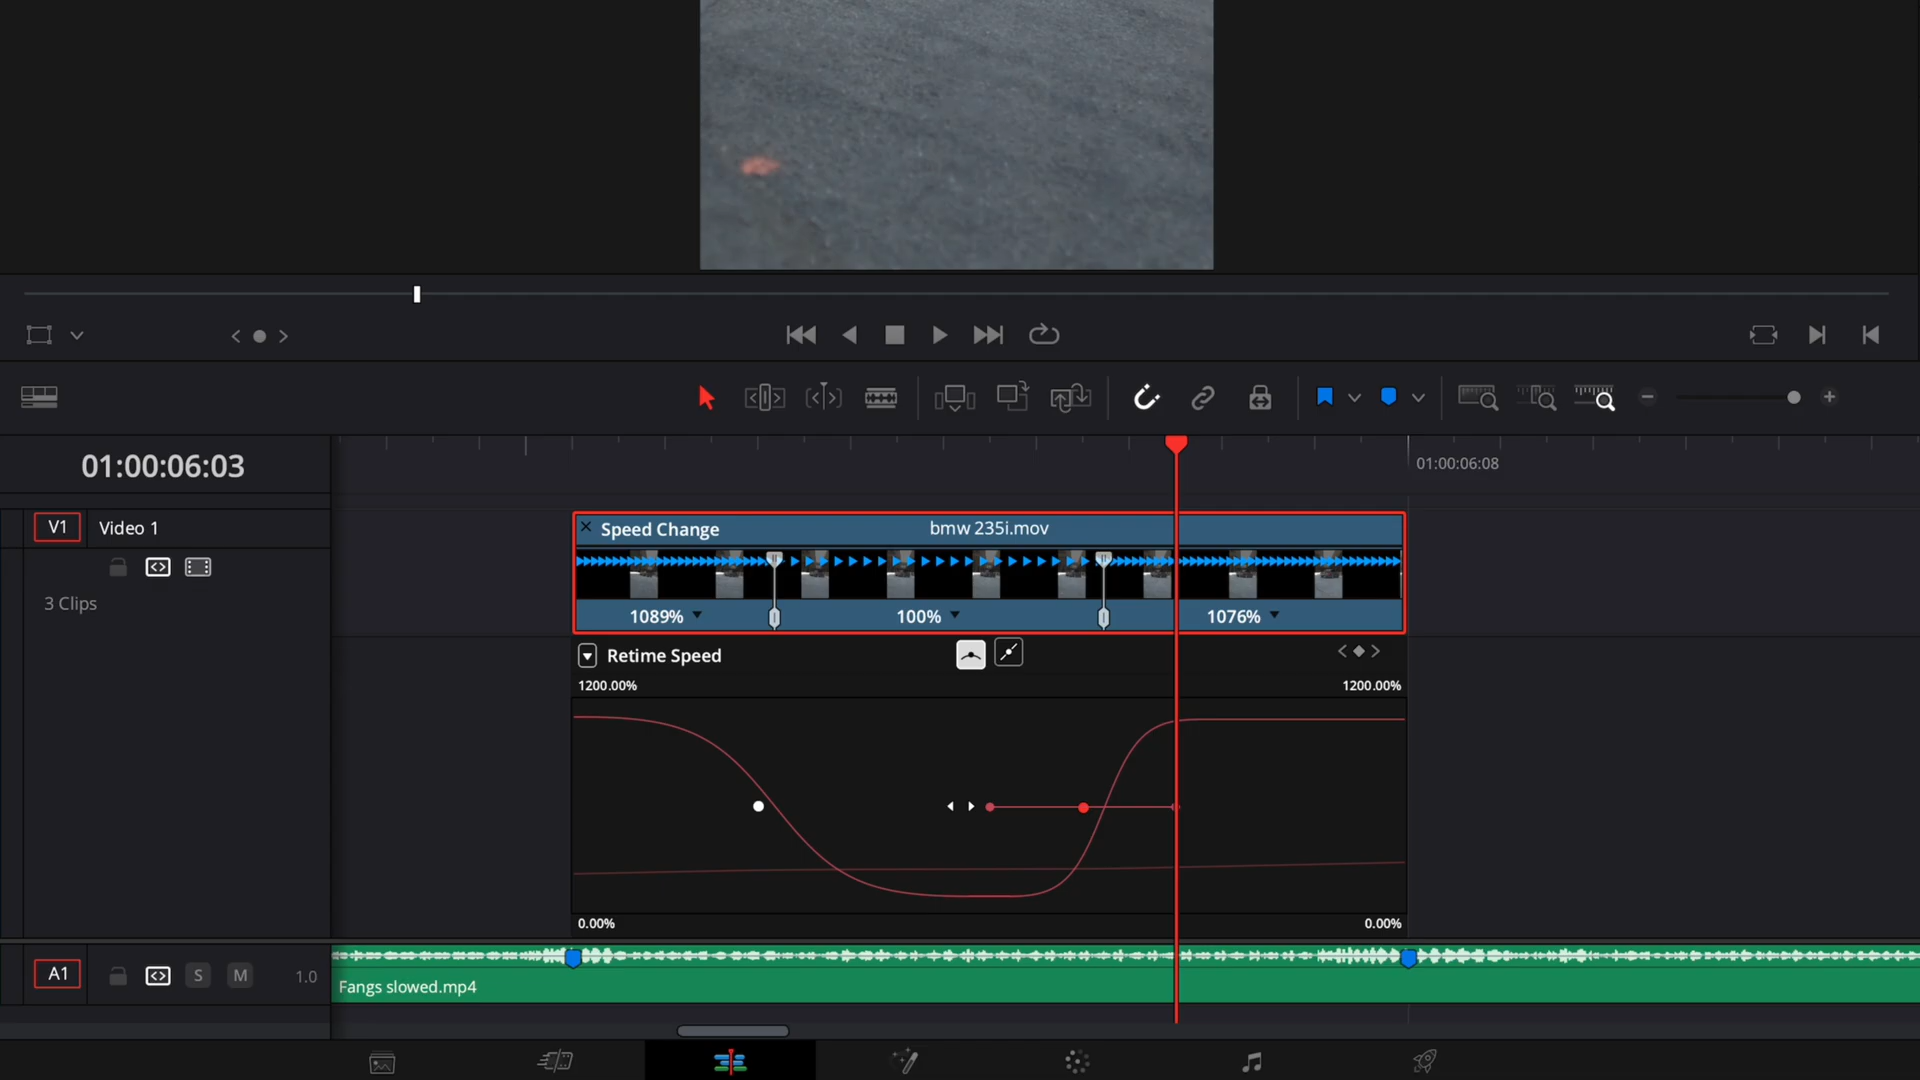 01:00:06:03
01:00:06:08
V1
Video 1
3 Clips
Speed Change
bmw 235i.mov
1089%
100%
1076%
Retime Speed
1200.00%
1200.00%
0.00%
0.00%
A1
S
M
1.0
Fangs slowed.mp4